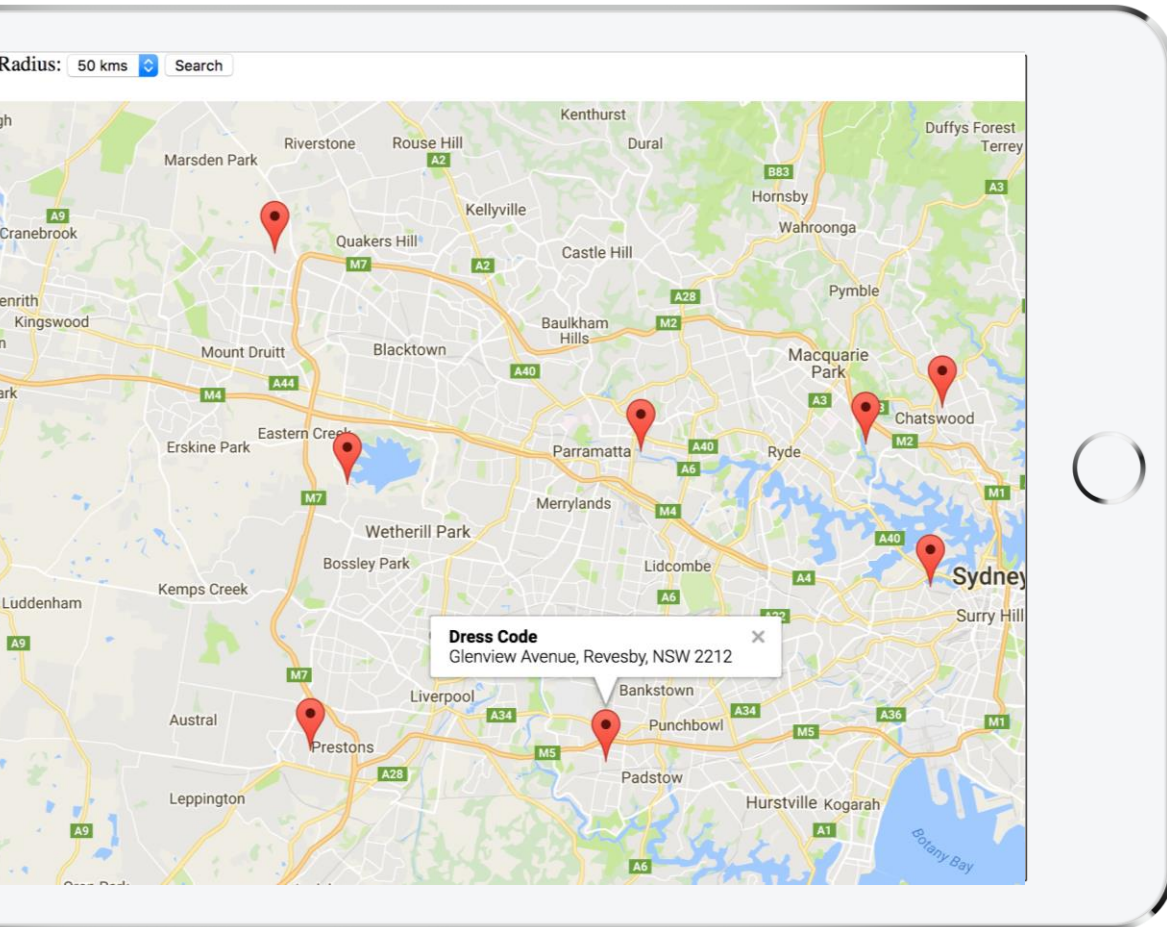 Radius: 50 kms Search
Kenthurst
Duffys Forest
Riverstone Rouse Hill Dural
Terrey
Marsden Park A2
B83
A3
Hornsby
A9 Kellyville
Cranebrook Wahroonga
Quakers Hill
Castle Hill
M7 A2
Pymble
A28
Kingswood Baulkham M2
Hills
Mount Druitt Blacktown Macquarie
Park
A40
A44
M4 A3
Chatswood
Eastern Creek
Erskine Park Parramatta A40 Ryde M2
A6
M7 M1
Merrylands M4
Wetherill Park A40
Bossley Park Lidcombe
A4 Sydney
Kemps Creek
Luddenham A6
A22 Surry Hill
Dress Code ×
A9
Glenview Avenue, Revesby, NSW 2212
M7
Liverpool Bankstown
A34 A34 A36
Austral Punchbowl M1
M5
Prestons M5
A28 Padstow
Leppington Hurstville Kogarah
A9 A1
Botany Bay
A6